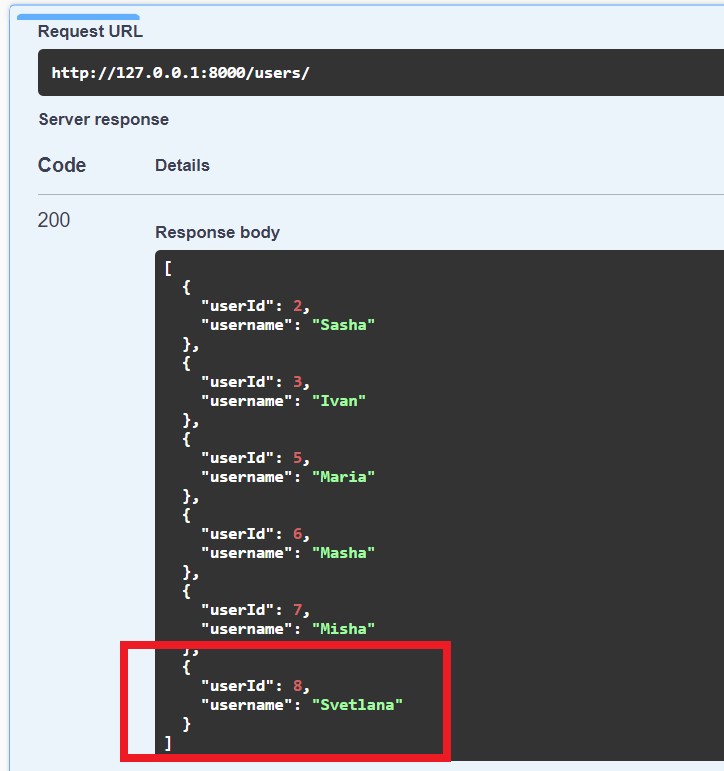 Request URL
http://127.0.0.1:8000/users/
Server response
Code Details
200
Response body
[
{
"userId": 2,
"username": "Sasha"
},
{
"userId": 3,
"username": "Ivan"
},
{
"userId": 5,
"username": "Maria"
},
{
"userId": 6,
"username": "Masha"
},
{
"userId": 7,
"username": "Misha"
},
{
"userId": 8,
"username": "Svetlana"
}
]